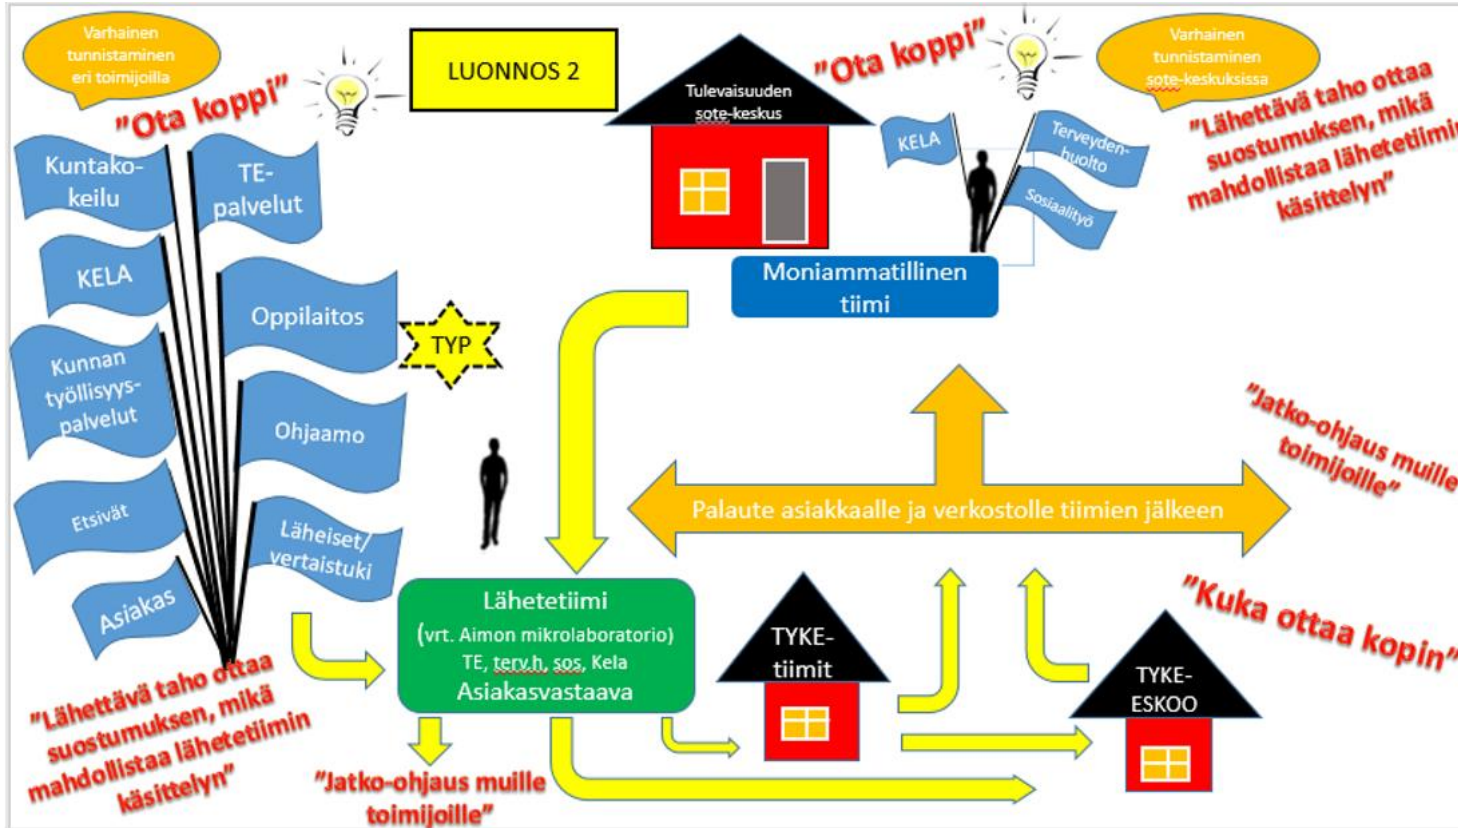 Varhainen
tunnistaminen
eri toimijoilla
"Ota koppi"
LUONNOS 2
Tulevaisuuden
sote-keskus
"Ota koppi"
Varhainen
tunnistaminen
sote-keskuksissa
"Lähettävä taho ottaa
suostumuksen, mikä
mahdollistaa lähetetiimin
käsittelyn"
KELA
Terveyden-
huolto
Sosiaalityö
Moniammatillinen
tiimi
Kuntako-
keilu
TE-
palvelut
KELA
Oppilaitos
TYP
Kunnan
työllisyys-
palvelut
Ohjaamo
Etsivät
Läheiset/
vertaistuki
Asiakas
"Lähettävä taho ottaa
suostumuksen, mikä
mahdollistaa lähetetiimin
käsittelyn"
Palaute asiakkaalle ja verkostolle tiimien jälkeen
"Jatko-ohjaus muille
toimijoille"
Lähetetiimi
(vrt. Aimon mikrolaboratorio)
TE, terv.h, sos, Kela
Asiakasvastaava
"Jatko-ohjaus muille
toimijoille"
TYKE-
tiimit
"Kuka ottaa kopin"
TYKE-
ESKOO